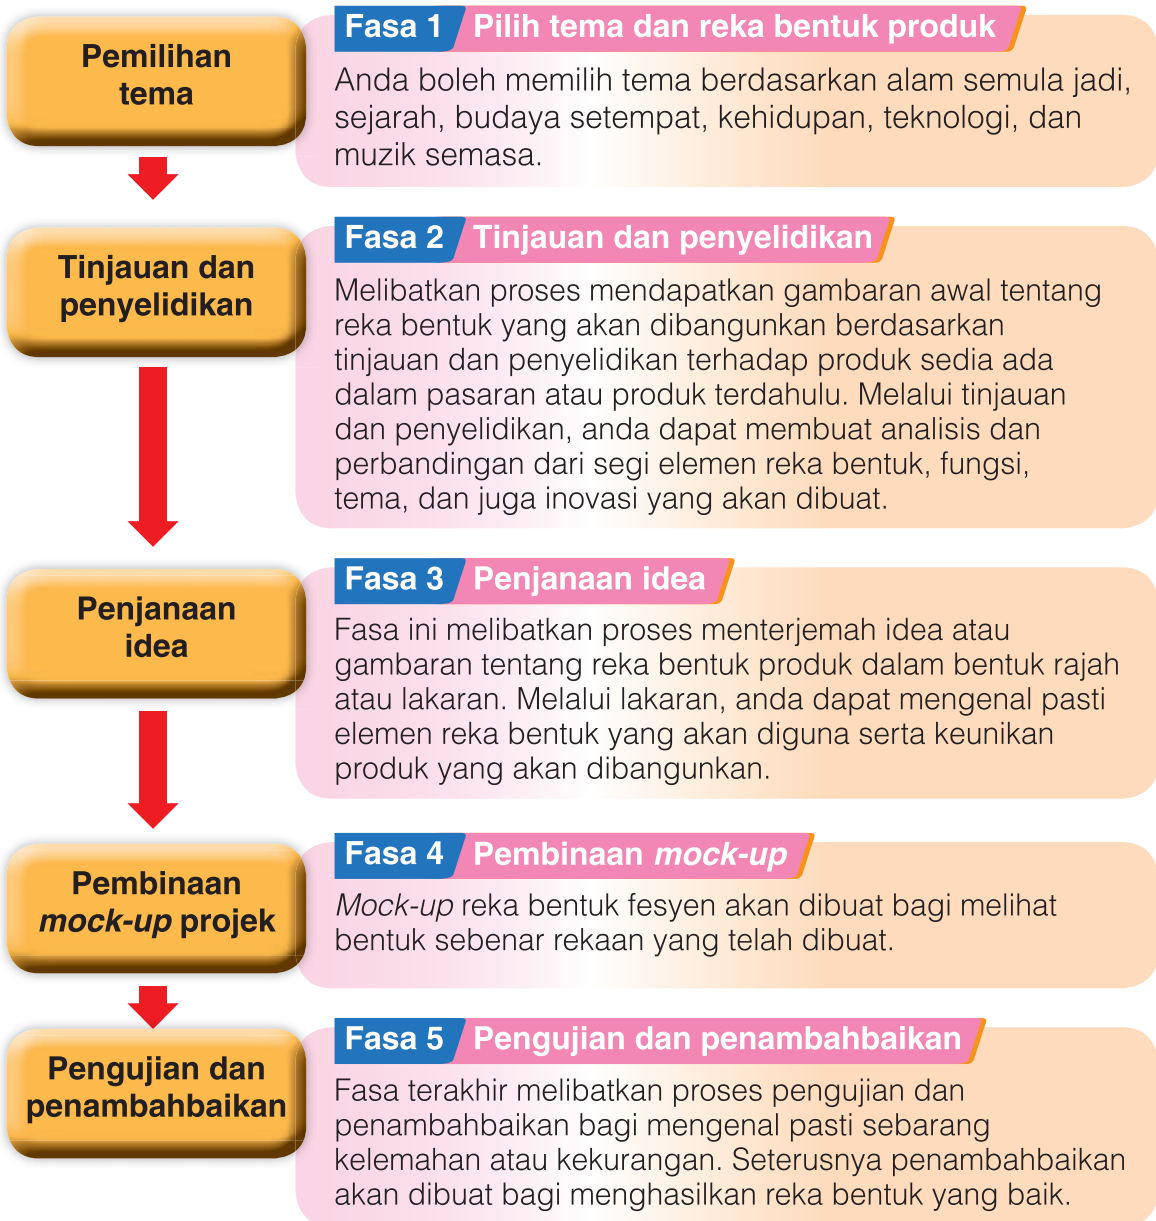 Pemilihan
tema
Fasa 1 Pilih tema dan reka bentuk produk
Anda boleh memilih tema berdasarkan alam semula jadi,
sejarah, budaya setempat, kehidupan, teknologi, dan
muzik semasa.
Tinjauan dan
penyelidikan
Fasa 2 Tinjauan dan penyelidikan
Melibatkan proses mendapatkan gambaran awal tentang
reka bentuk yang akan dibangunkan berdasarkan
tinjauan dan penyelidikan terhadap produk sedia ada
dalam pasaran atau produk terdahulu. Melalui tinjauan
dan penyelidikan, anda dapat membuat analisis dan
perbandingan dari segi elemen reka bentuk, fungsi,
tema, dan juga inovasi yang akan dibuat.
Penjanaan
idea
Fasa 3 Penjanaan idea
Fasa ini melibatkan proses menterjemah idea atau
gambaran tentang reka bentuk produk dalam bentuk rajah
atau lakaran. Melalui lakaran, anda dapat mengenal pasti
elemen reka bentuk yang akan diguna serta keunikan
produk yang akan dibangunkan.
Pembinaan
mock-up projek
Fasa 4 Pembinaan mock-up
Mock-up reka bentuk fesyen akan dibuat bagi melihat
bentuk sebenar rekaan yang telah dibuat.
Pengujian dan
penambahbaikan
Fasa 5 Pengujian dan penambahbaikan
Fasa terakhir melibatkan proses pengujian dan
penambahbaikan bagi mengenal pasti sebarang
kelemahan atau kekurangan. Seterusnya penambahbaikan
akan dibuat bagi menghasilkan reka bentuk yang baik.